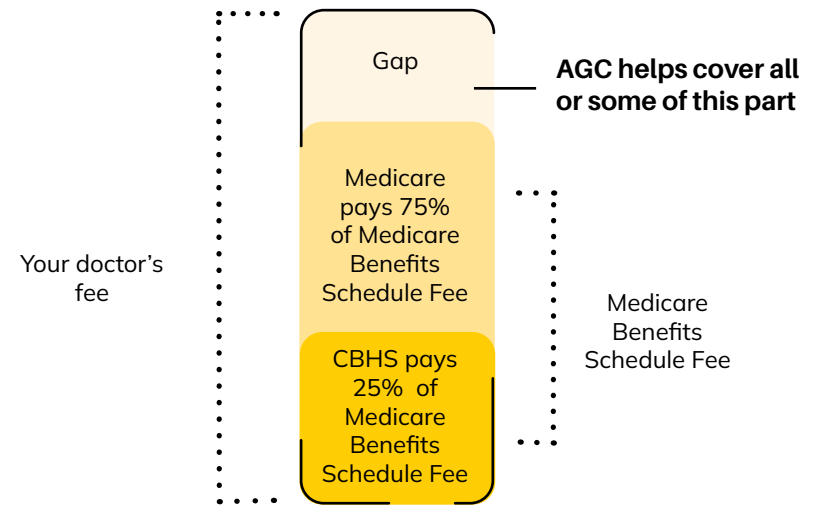 Gap
AGC helps cover all
or some of this part
Medicare
pays 75%
of Medicare
Benefits
Schedule Fee
Your doctor's
fee
Medicare
Benefits
Schedule Fee
CBHS pays
25% of
Medicare
Benefits
Schedule Fee